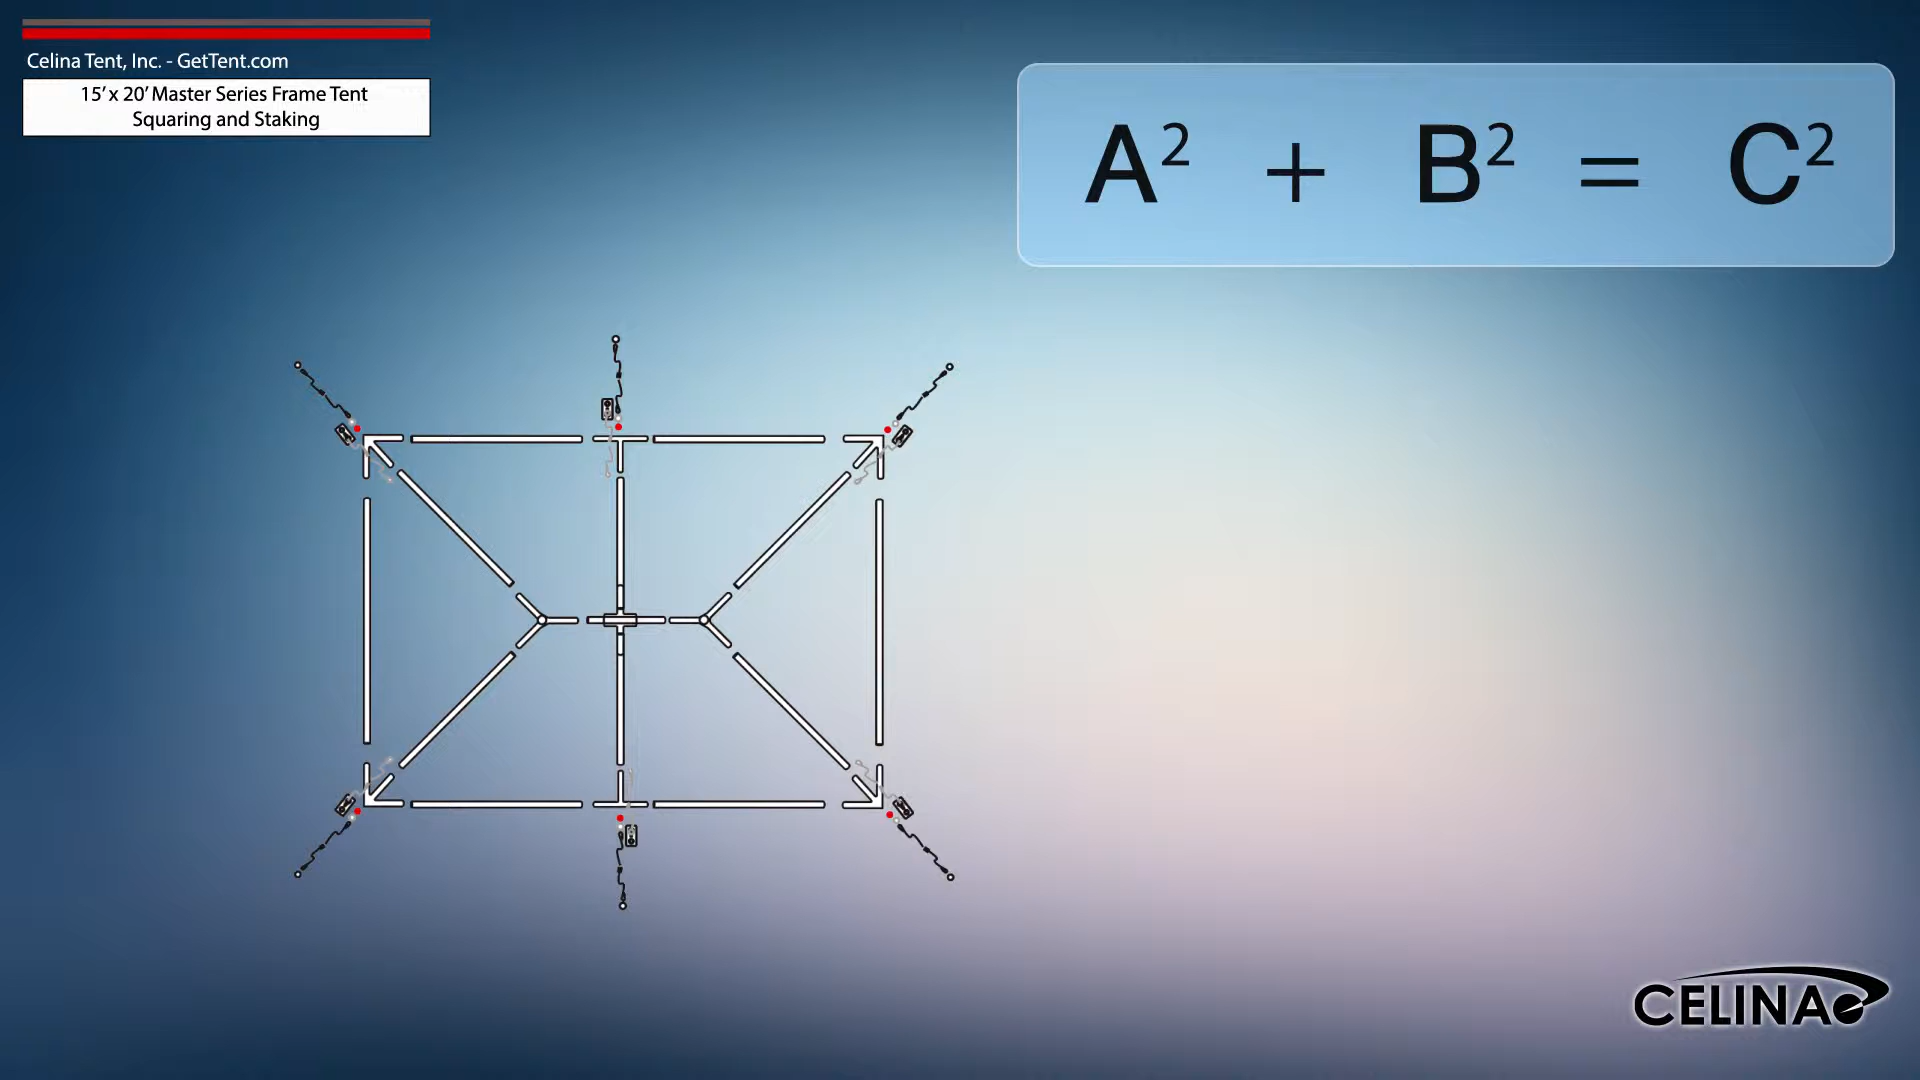 Celina Tent, Inc. - GetTent.com
15’ x 20’ Master Series Frame Tent
Squaring and Staking
A² + B² = C²
CELINA